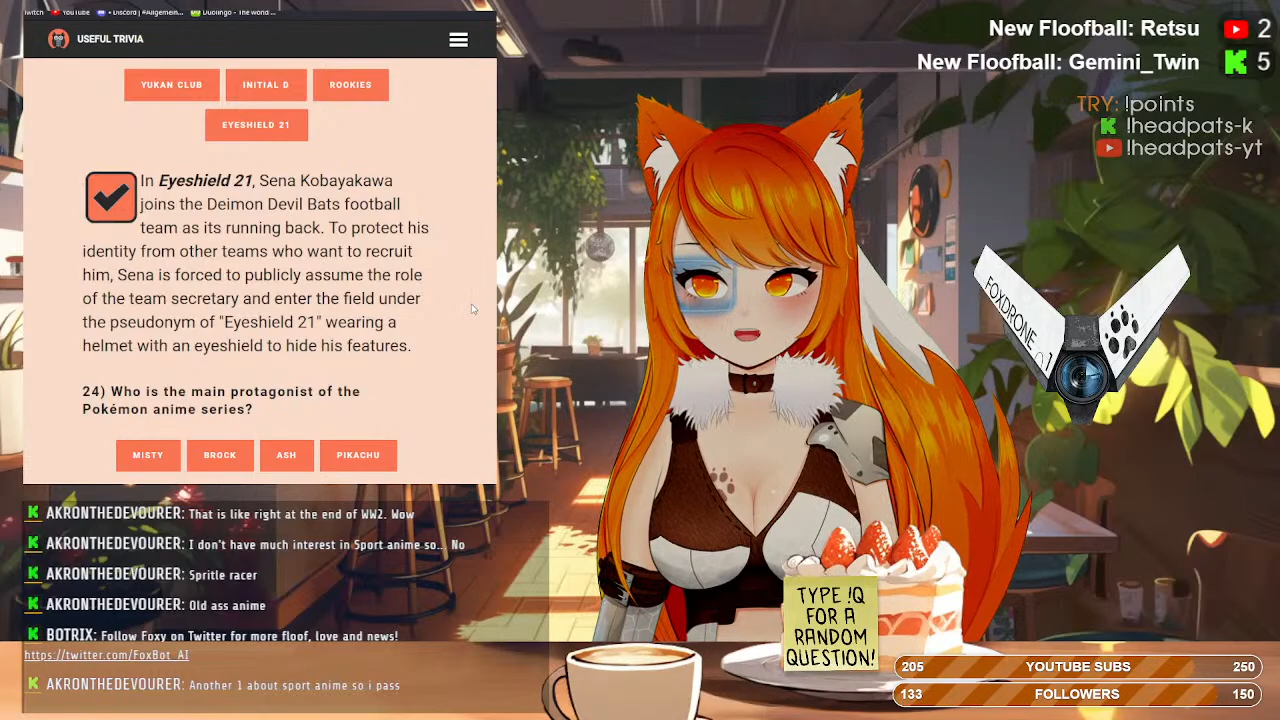 Twitch YouTube • Discord | #Allgemein... Duolingo - The world ...
USEFUL TRIVIA
YUKAN CLUB INITIAL D ROOKIES
EYESHIELD 21
In Eyeshield 21, Sena Kobayakawa
joins the Deimon Devil Bats football
team as its running back. To protect his
identity from other teams who want to recruit
him, Sena is forced to publicly assume the role
of the team secretary and enter the field under
the pseudonym of "Eyeshield 21" wearing a
helmet with an eyeshield to hide his features.
24) Who is the main protagonist of the
Pokémon anime series?
MISTY BROCK ASH PIKACHU
K AKRONTHEDEVOURER: That is like right at the end of WW2. Wow
K AKRONTHEDEVOURER: I don't have much interest in Sport anime so... No
K AKRONTHEDEVOURER: Spritle racer
K AKRONTHEDEVOURER: Old ass anime
K BOTRIX: Follow Foxy on Twitter for more floof, love and news!
https://twitter.com/FoxBot_AI
K AKRONTHEDEVOURER: Another 1 about sport anime so i pass
New Floofball: Retsu 2
New Floofball: Gemini_Twin K 5
TRY: !points
K !headpats-k
!headpats-yt
FOXDRONE
TYPE !Q
FOR A
RANDOM
QUESTION!
205 YOUTUBE SUBS 250
133 FOLLOWERS 150